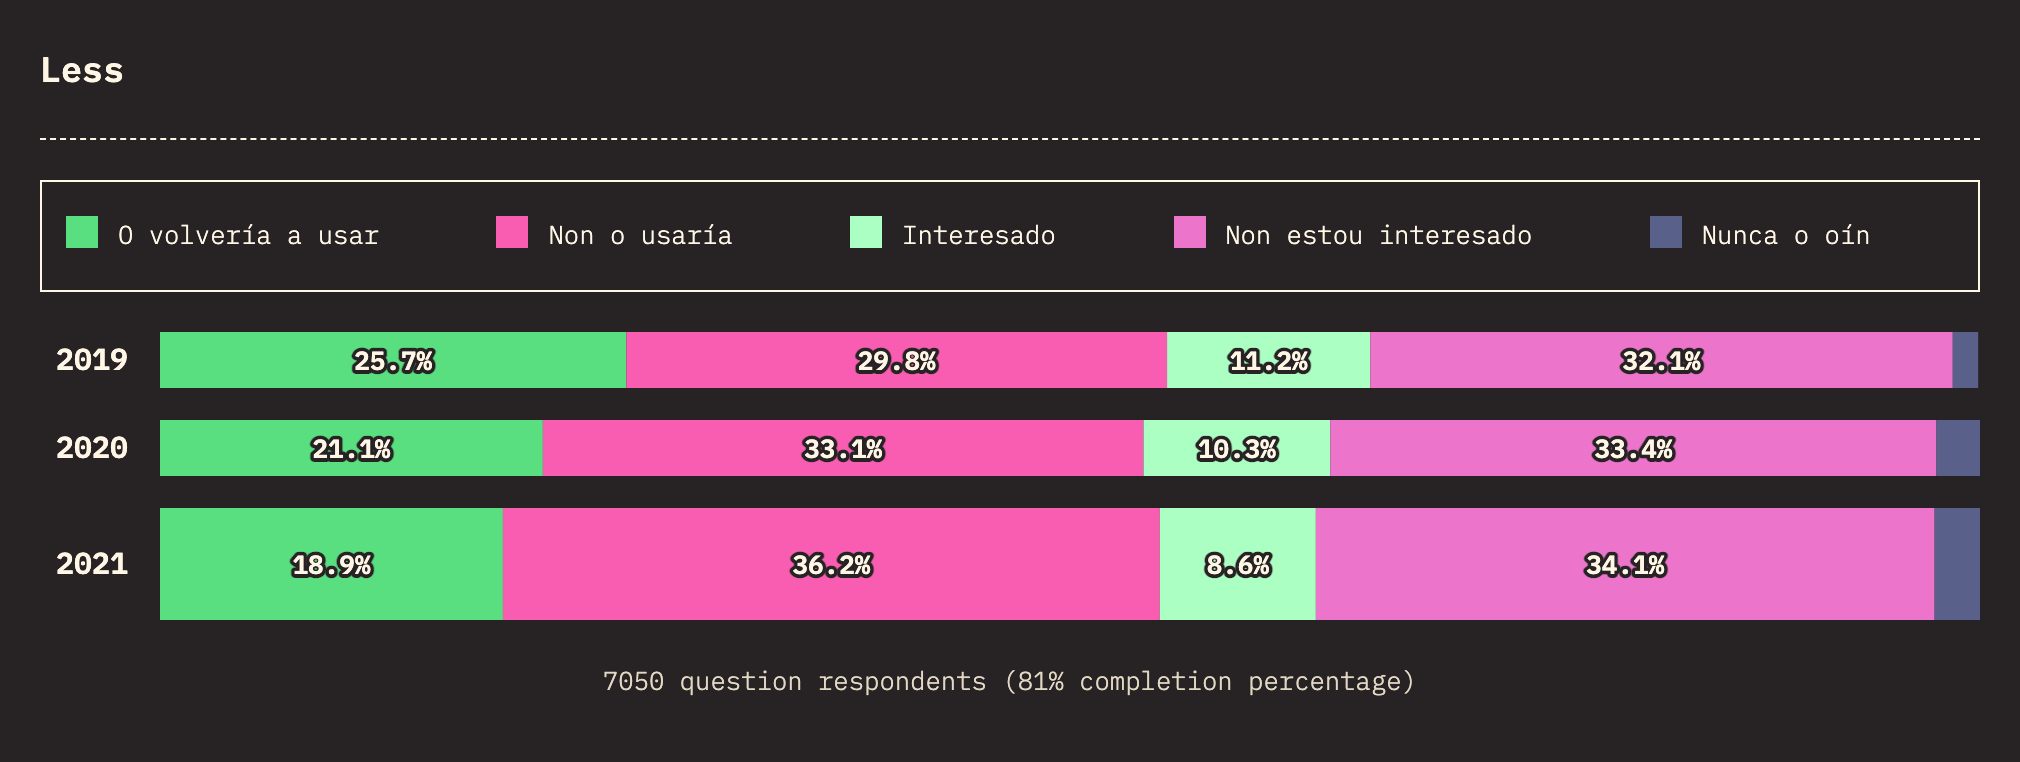 Less
O volvería a usar Non o usaría Interesado Non estou interesado Nunca o oín
2019 25.7% 29.8% 11.2% 32.1%
2020 21.1% 33.1% 10.3% 33.4%
2021 18.9% 36.2% 8.6% 34.1%
7050 question respondents (81% completion percentage)